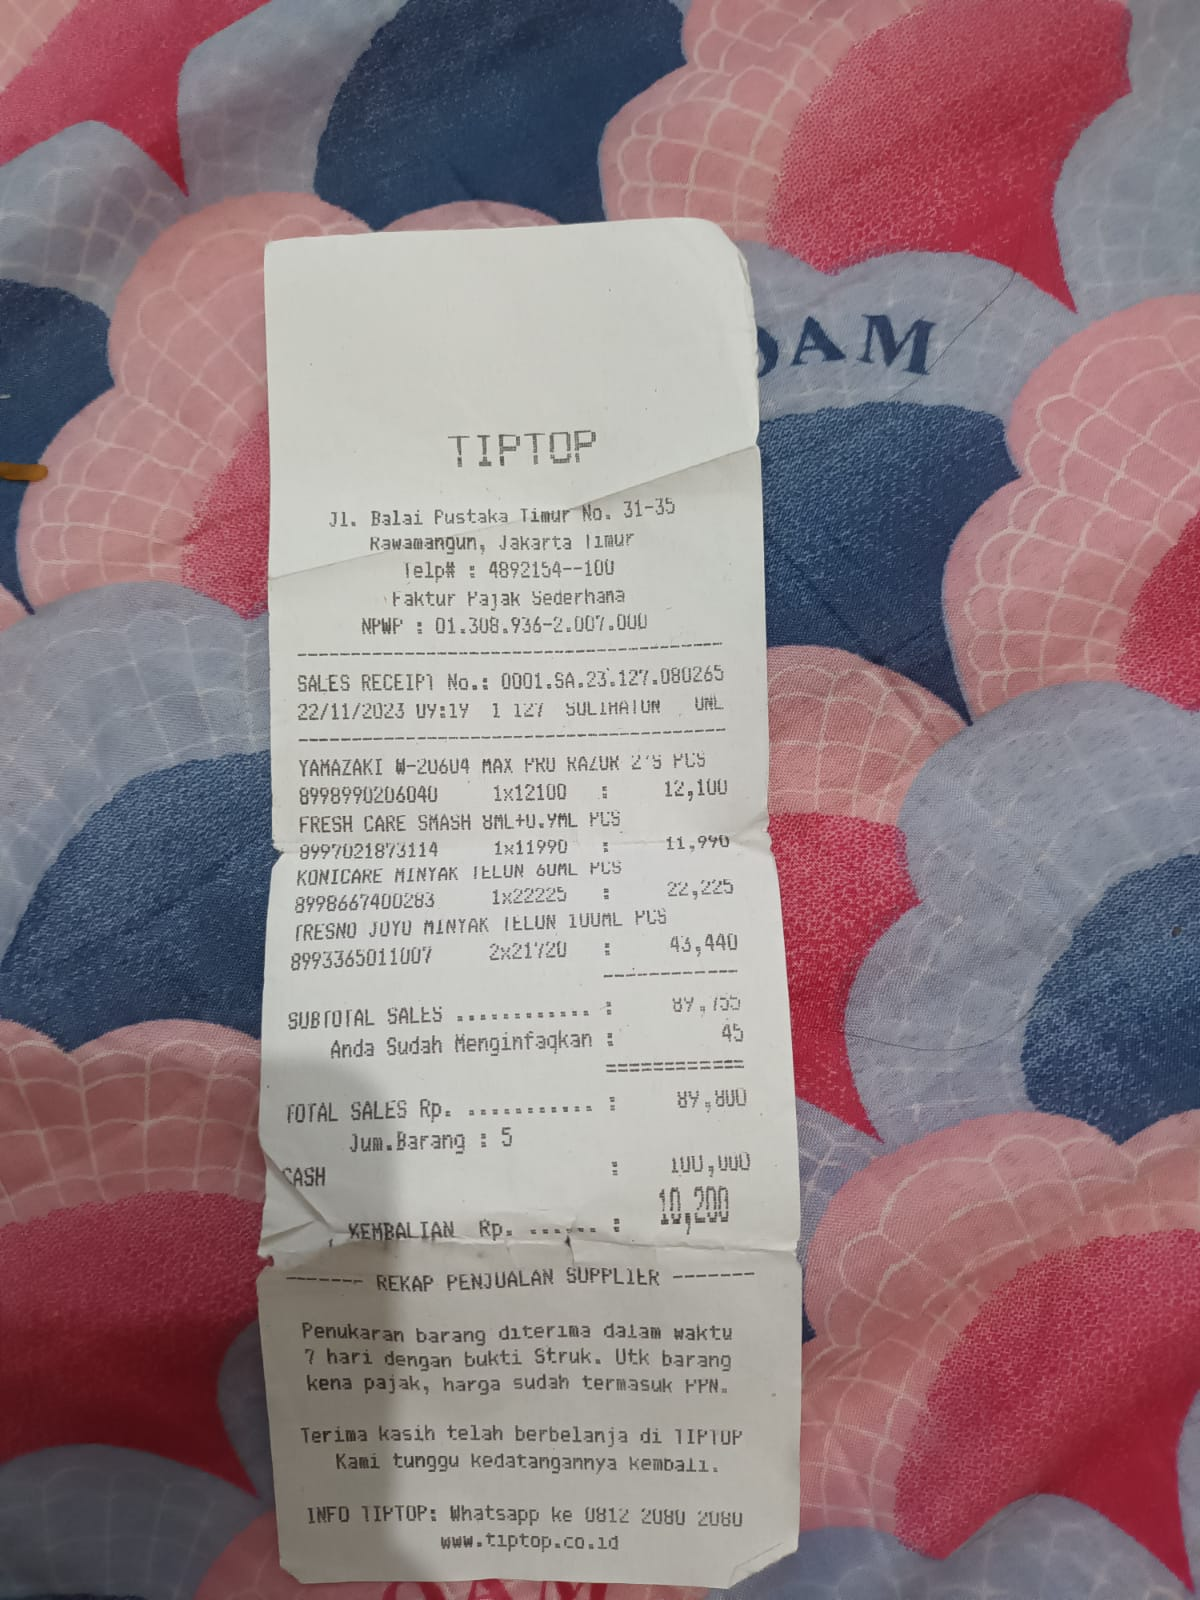 OAM
TIPTOP
Jl. Balai Pustaka Timur No. 31-35
Rawamangun, Jakarta Timur
Telp# : 4892154--100
Faktur Pajak Sederhana
NPWP : 01.308.936-2.007.000
SALES RECEIPT No.: 0001.SA.23.127.080265
22/11/2023 09:19 1 127 SULIHATUN ONL
YAMAZAKI W-20604 MAX PRO RAZOR 2'S PCS
8998990206040 1x12100 : 12,100
FRESH CARE SMASH 8ML+0.9ML PCS
8997021873114 1x11990 : 11,990
KONICARE MINYAK TELON 60ML PCS
8998667400283 1x22225 : 22,225
TRESNO JOYO MINYAK TELON 100ML PCS
8993365011007 2x21720 : 43,440
SUBTOTAL SALES ............. : 89,755
Anda Sudah Menginfaqkan : 45
TOTAL SALES Rp. ............ : 89,800
Jum.Barang : 5
CASH : 100,000
KEMBALIAN Rp. ...... : 10,200
------- REKAP PENJUALAN SUPPLIER -------
Penukaran barang diterima dalam waktu
7 hari dengan bukti Struk. Utk barang
kena pajak, harga sudah termasuk PPN.
Terima kasih telah berbelanja di TIPTOP
Kami tunggu kedatangannya kembali.
INFO TIPTOP: Whatsapp ke 0812 2080 2080
www.tiptop.co.id
OAM